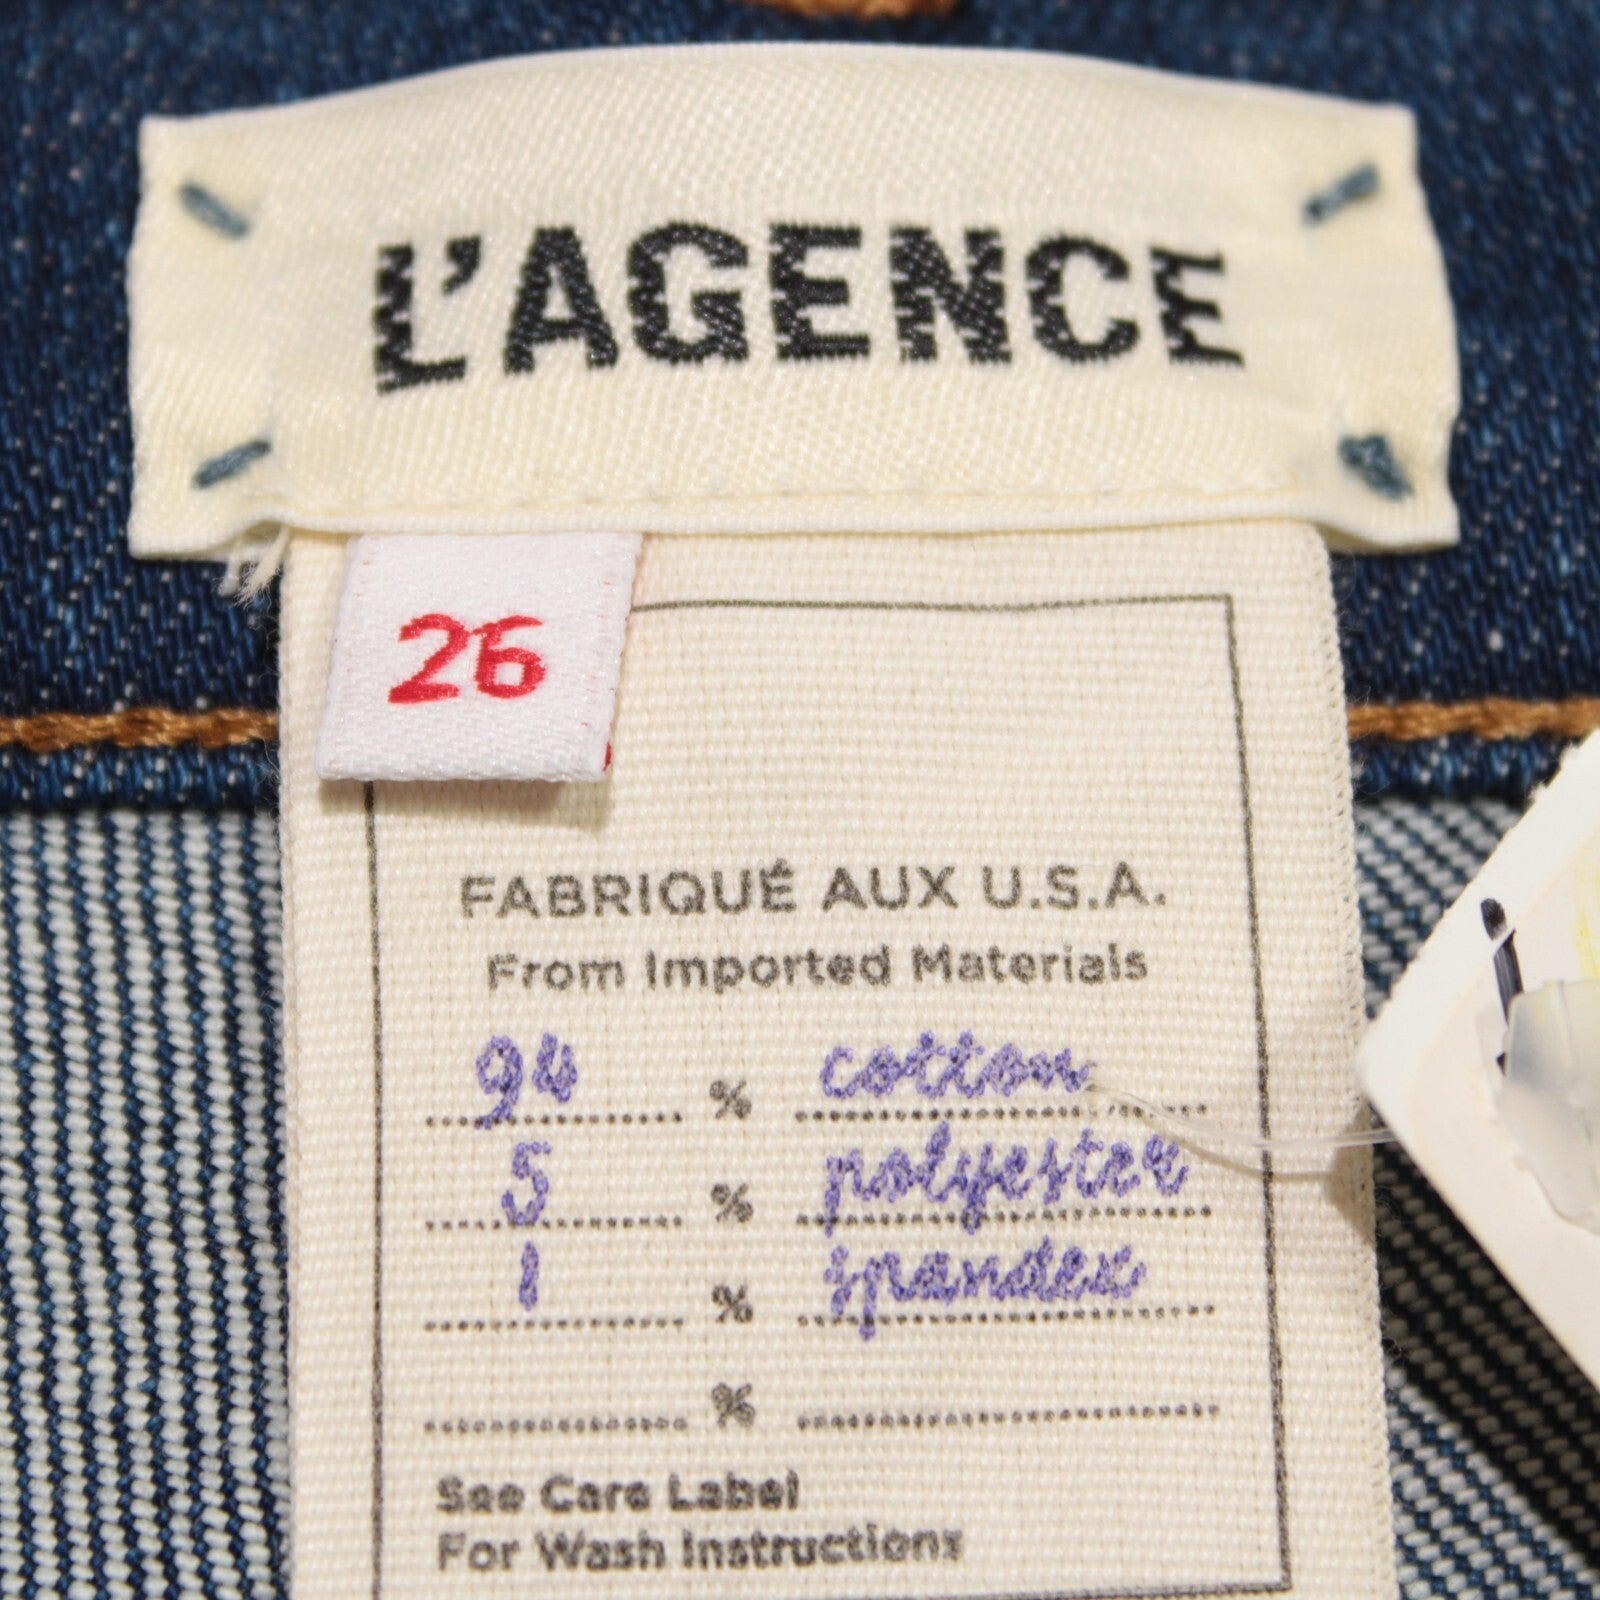 L'AGENCE
26
FABRIQUÉ AUX U.S.A.
From Imported Materials
94 % cotton
5 % polyester
1 % spandex
%
See Care Label
For Wash Instructions